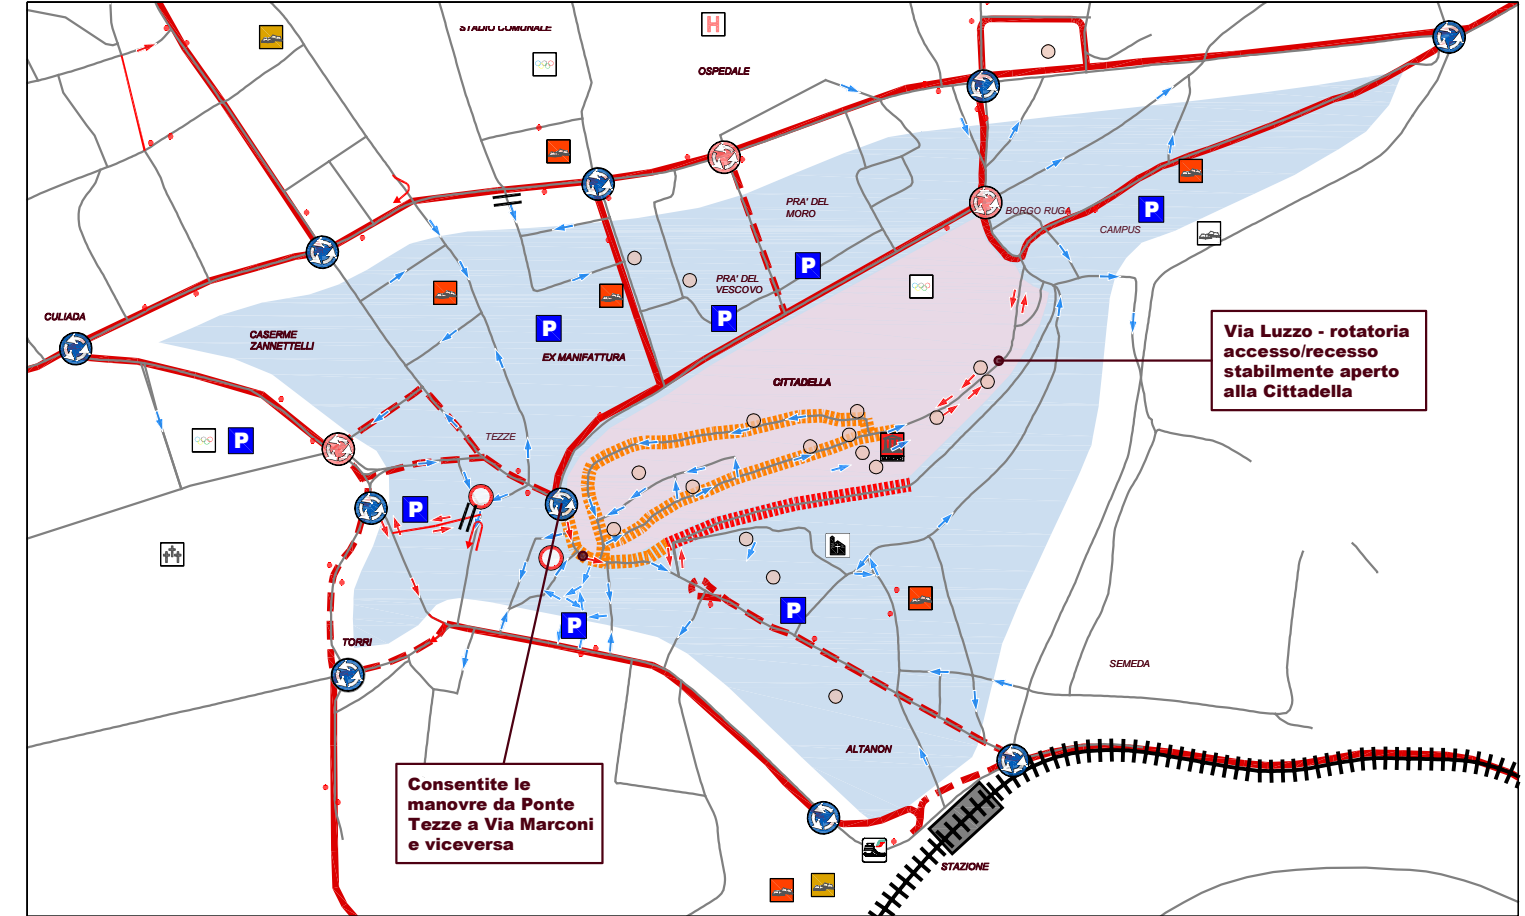 STADIO COMUNALE
H
OSPEDALE
PRA' DEL
MORO
BORGO RUGA
P
CAMPUS
P
PRA' DEL
VESCOVO
P
CULIADA
CASERME
ZANNETTELLI
P
EX MANIFATTURA
Via Luzzo - rotatoria
accesso/recesso
stabilmente aperto
alla Cittadella
CITTADELLA
TEZZE
P
P
P
P
TORRI
SEMEDA
ALTANON
Consentite le
manovre da Ponte
Tezze a Via Marconi
e viceversa
STAZIONE